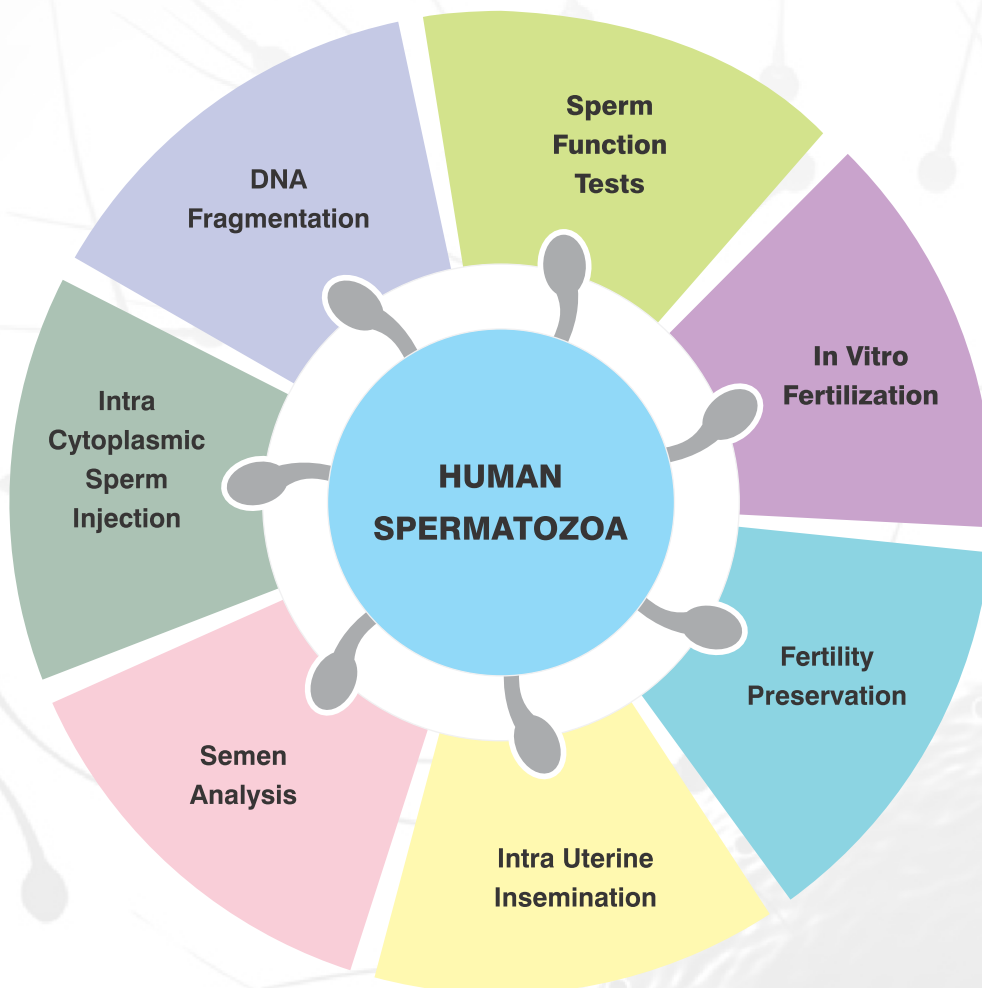 HUMAN
SPERMATOZOA
Sperm
Function
Tests
In Vitro
Fertilization
Fertility
Preservation
Intra Uterine
Insemination
Semen
Analysis
Intra
Cytoplasmic
Sperm
Injection
DNA
Fragmentation